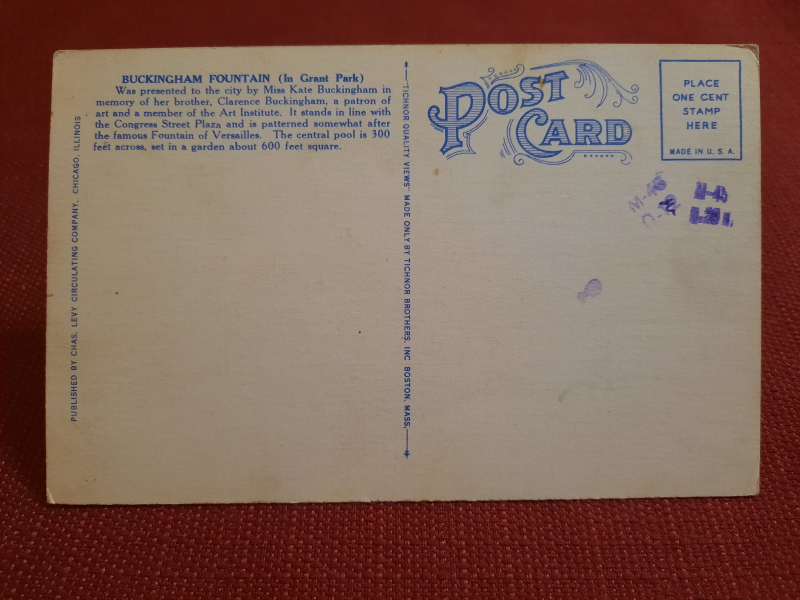 BUCKINGHAM FOUNTAIN (In Grant Park)
Was presented to the city by Miss Kate Buckingham in
memory of her brother, Clarence Buckingham, a patron of
art and a member of the Art Institute. It stands in line with
the Congress Street Plaza and is patterned somewhat after
the famous Fountain of Versailles. The central pool is 300
feet across, set in a garden about 600 feet square.
PUBLISHED BY CHAS. LEVY CIRCULATING COMPANY, CHICAGO, ILLINOIS
"TICHNOR QUALITY VIEWS" MADE ONLY BY TICHNOR BROTHERS, INC BOSTON, MASS.
POST
CARD
PLACE
ONE CENT
STAMP
HERE
MADE IN U. S. A.